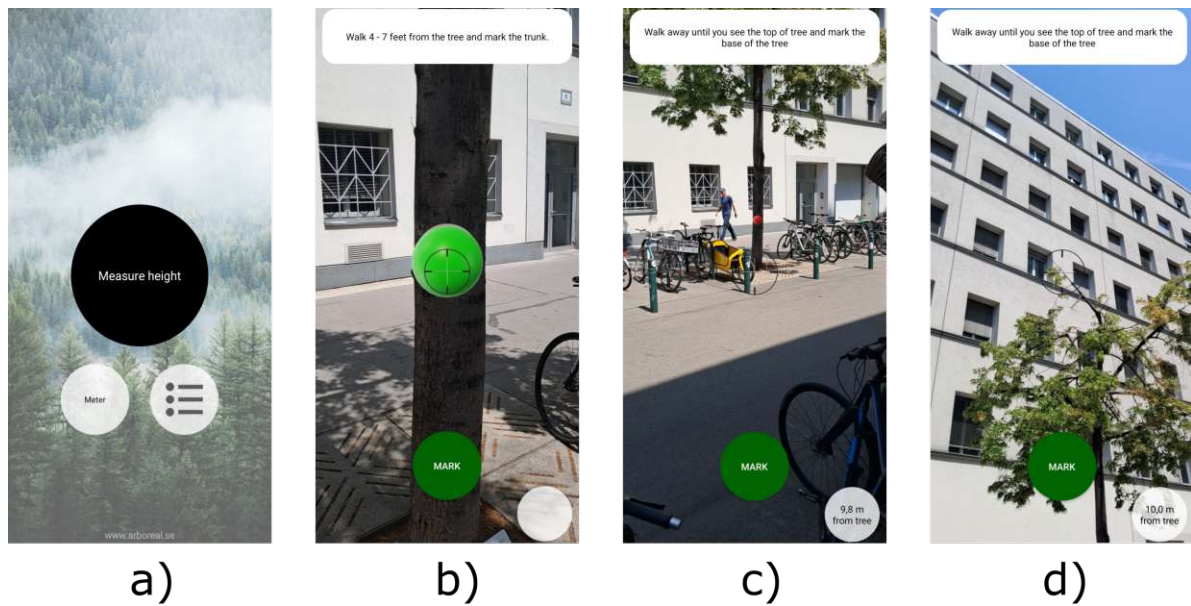 Measure height
Meter
www.arboreal.se
a)
Walk 4 - 7 feet from the tree and mark the trunk.
MARK
b)
Walk away until you see the top of tree and mark the
base of the tree
MARK
9,8 m
from tree
c)
Walk away until you see the top of tree and mark the
base of the tree
MARK
10,0 m
from tree
d)